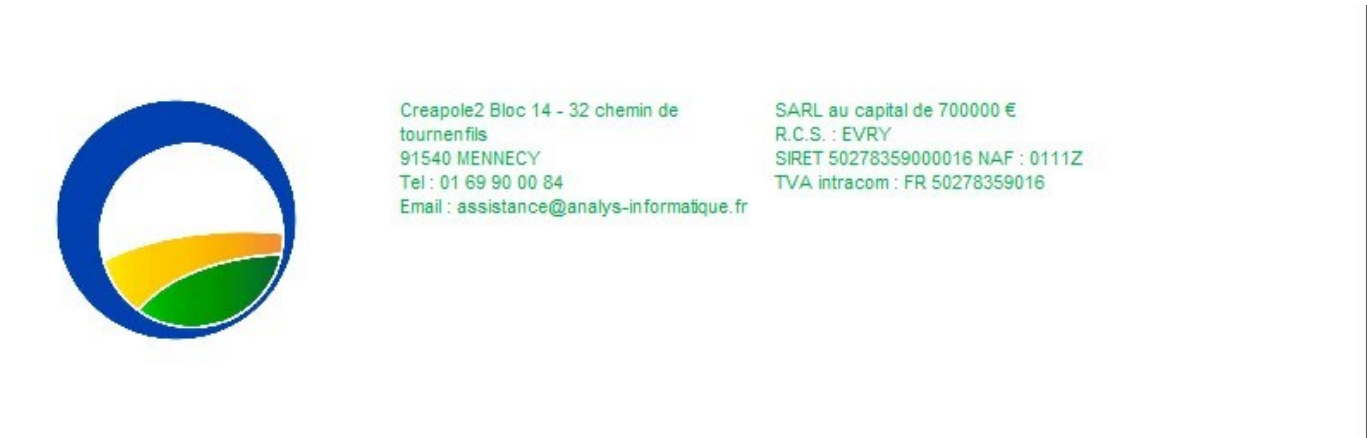 Creapole2 Bloc 14 - 32 chemin de
tournenfils
91540 MENNECY
Tel : 01 69 90 00 84
Email : assistance@analys-informatique.fr
SARL au capital de 700000 €
R.C.S. : EVRY
SIRET 50278359000016 NAF : 0111Z
TVA intracom : FR 50278359016